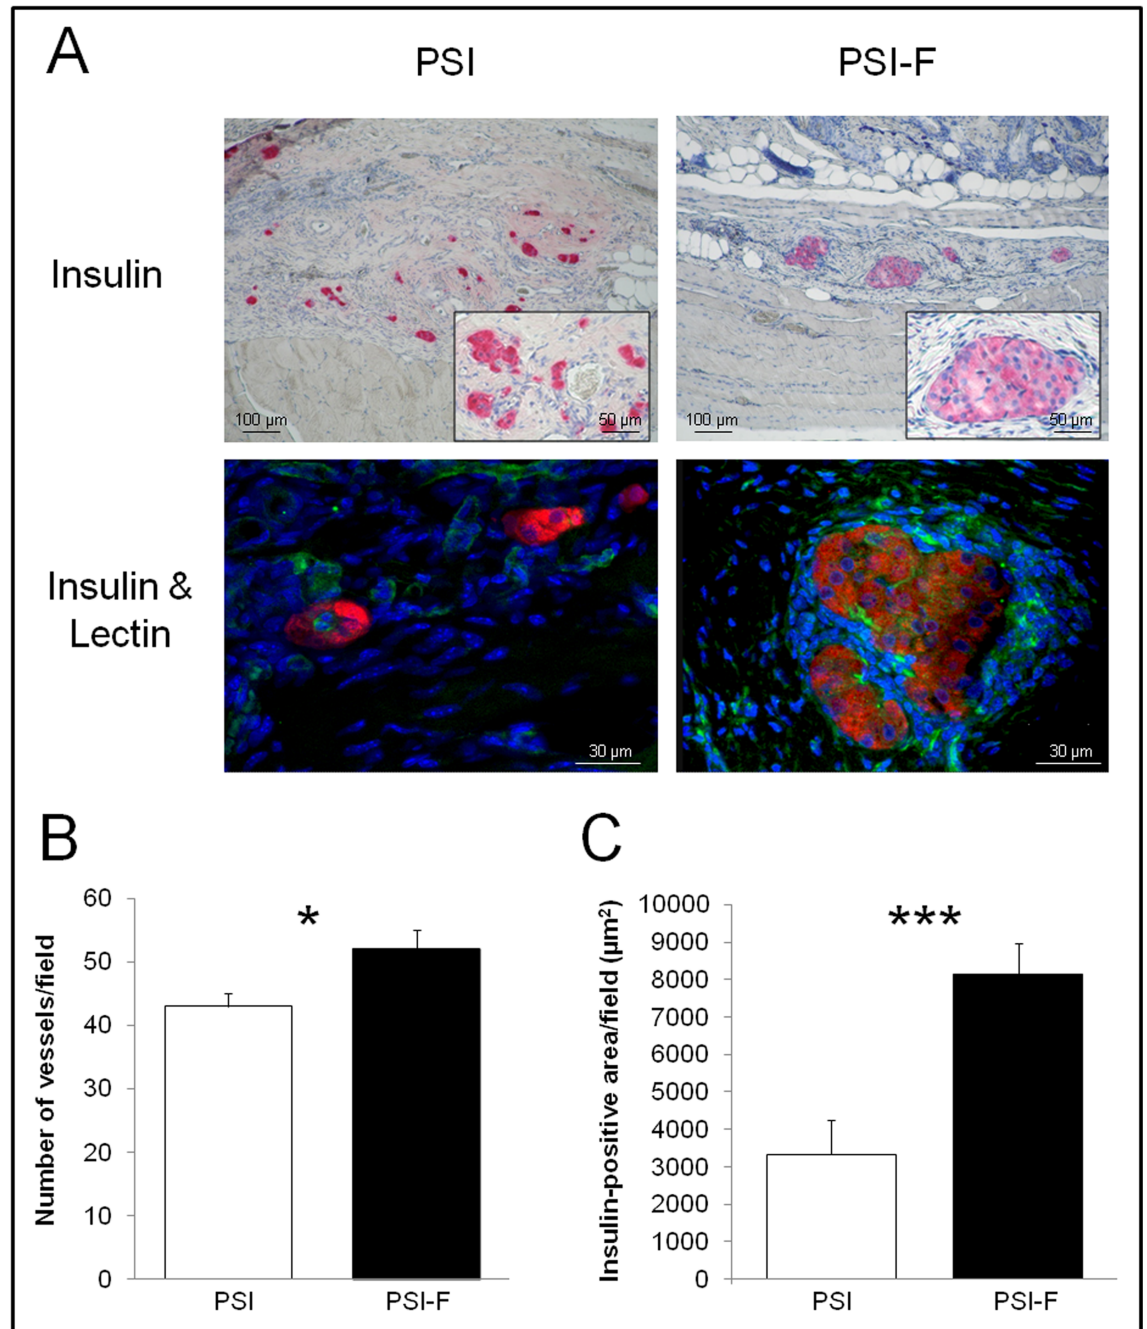 A
PSI
PSI-F
Insulin
100 µm
50 µm
100 µm
50 µm
Insulin &
Lectin
30 µm
30 µm
B
Number of vessels/field
60
50
40
30
20
10
0
*
PSI
PSI-F
C
Insulin-positive area/field (µm²)
10000
9000
8000
7000
6000
5000
4000
3000
2000
1000
0
***
PSI
PSI-F